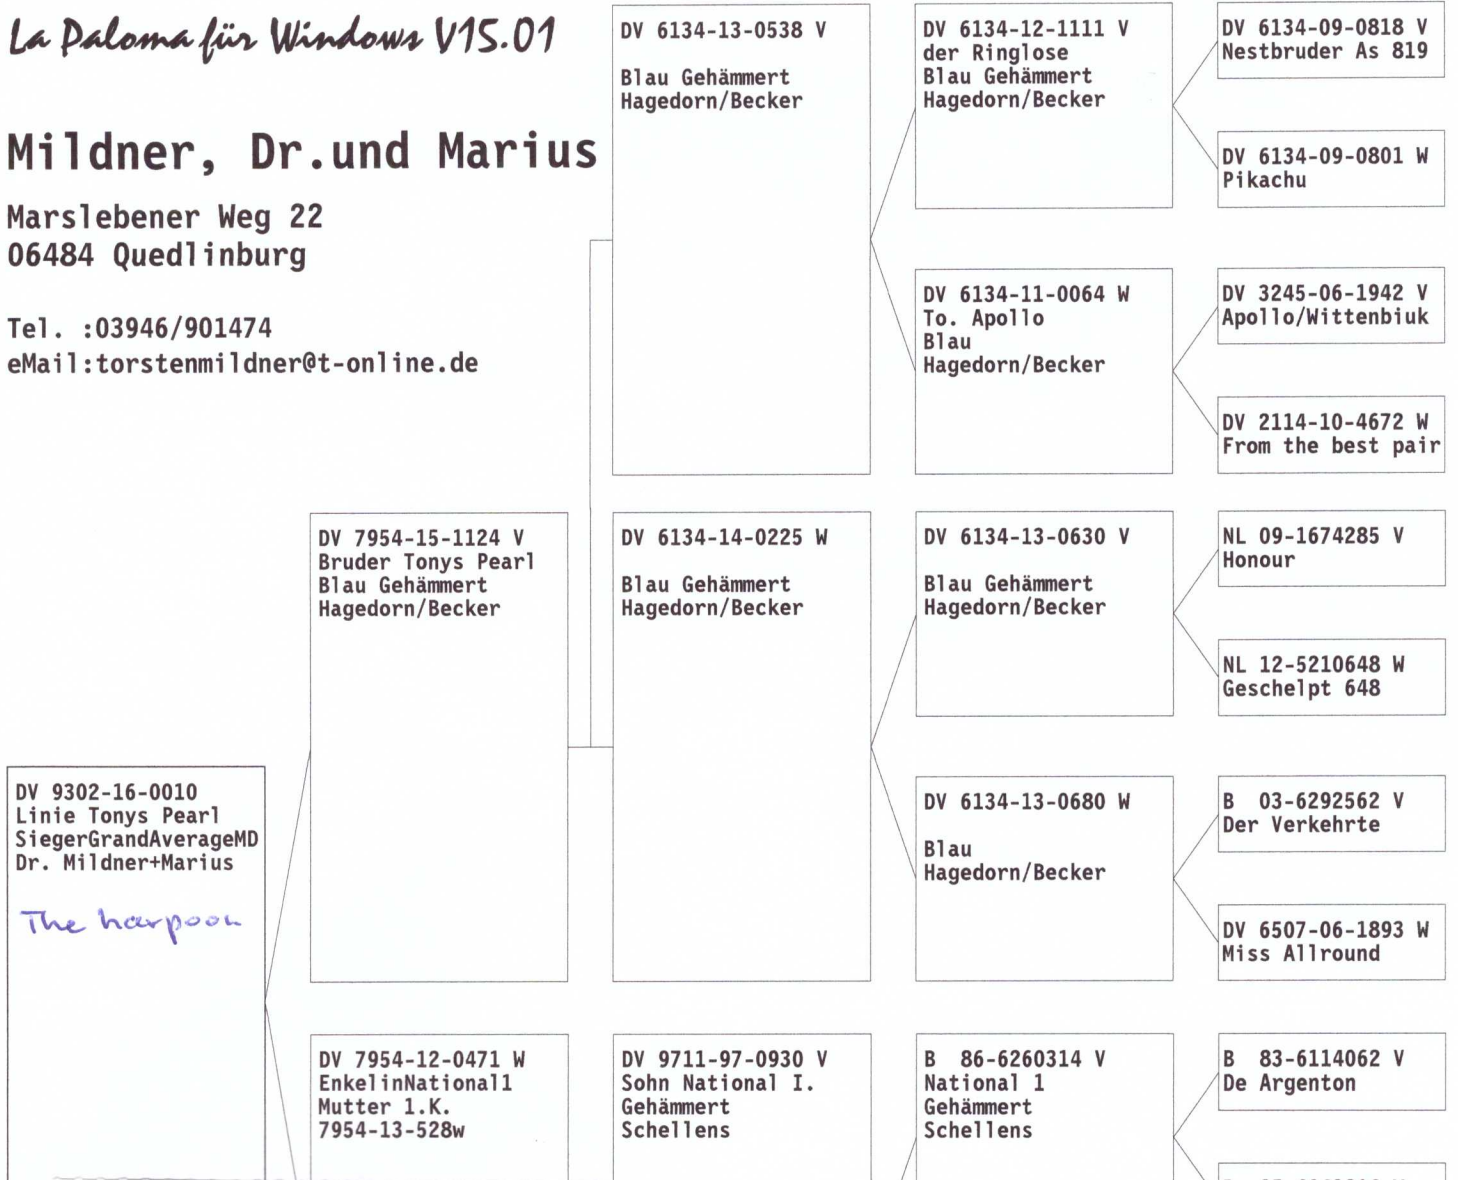 La Paloma für Windows V15.01
Mildner, Dr.und Marius
Marslebener Weg 22
06484 Quedlinburg
Tel. :03946/901474
eMail:torstenmildner@t-online.de
DV 9302-16-0010
Linie Tonys Pearl
SiegerGrandAverageMD
Dr. Mildner+Marius
The harpoon
DV 7954-15-1124 V
Bruder Tonys Pearl
Blau Gehämmert
Hagedorn/Becker
DV 7954-12-0471 W
EnkelinNational1
Mutter 1.K.
7954-13-528w
DV 6134-13-0538 V
Blau Gehämmert
Hagedorn/Becker
DV 6134-14-0225 W
Blau Gehämmert
Hagedorn/Becker
DV 9711-97-0930 V
Sohn National I.
Gehämmert
Schellens
DV 6134-12-1111 V
der Ringlose
Blau Gehämmert
Hagedorn/Becker
DV 6134-11-0064 W
To. Apollo
Blau
Hagedorn/Becker
DV 6134-13-0630 V
Blau Gehämmert
Hagedorn/Becker
DV 6134-13-0680 W
Blau
Hagedorn/Becker
B  86-6260314 V
National 1
Gehämmert
Schellens
DV 6134-09-0818 V
Nestbruder As 819
DV 6134-09-0801 W
Pikachu
DV 3245-06-1942 V
Apollo/Wittenbiuk
DV 2114-10-4672 W
From the best pair
NL 09-1674285 V
Honour
NL 12-5210648 W
Geschelpt 648
B  03-6292562 V
Der Verkehrte
DV 6507-06-1893 W
Miss Allround
B  83-6114062 V
De Argenton